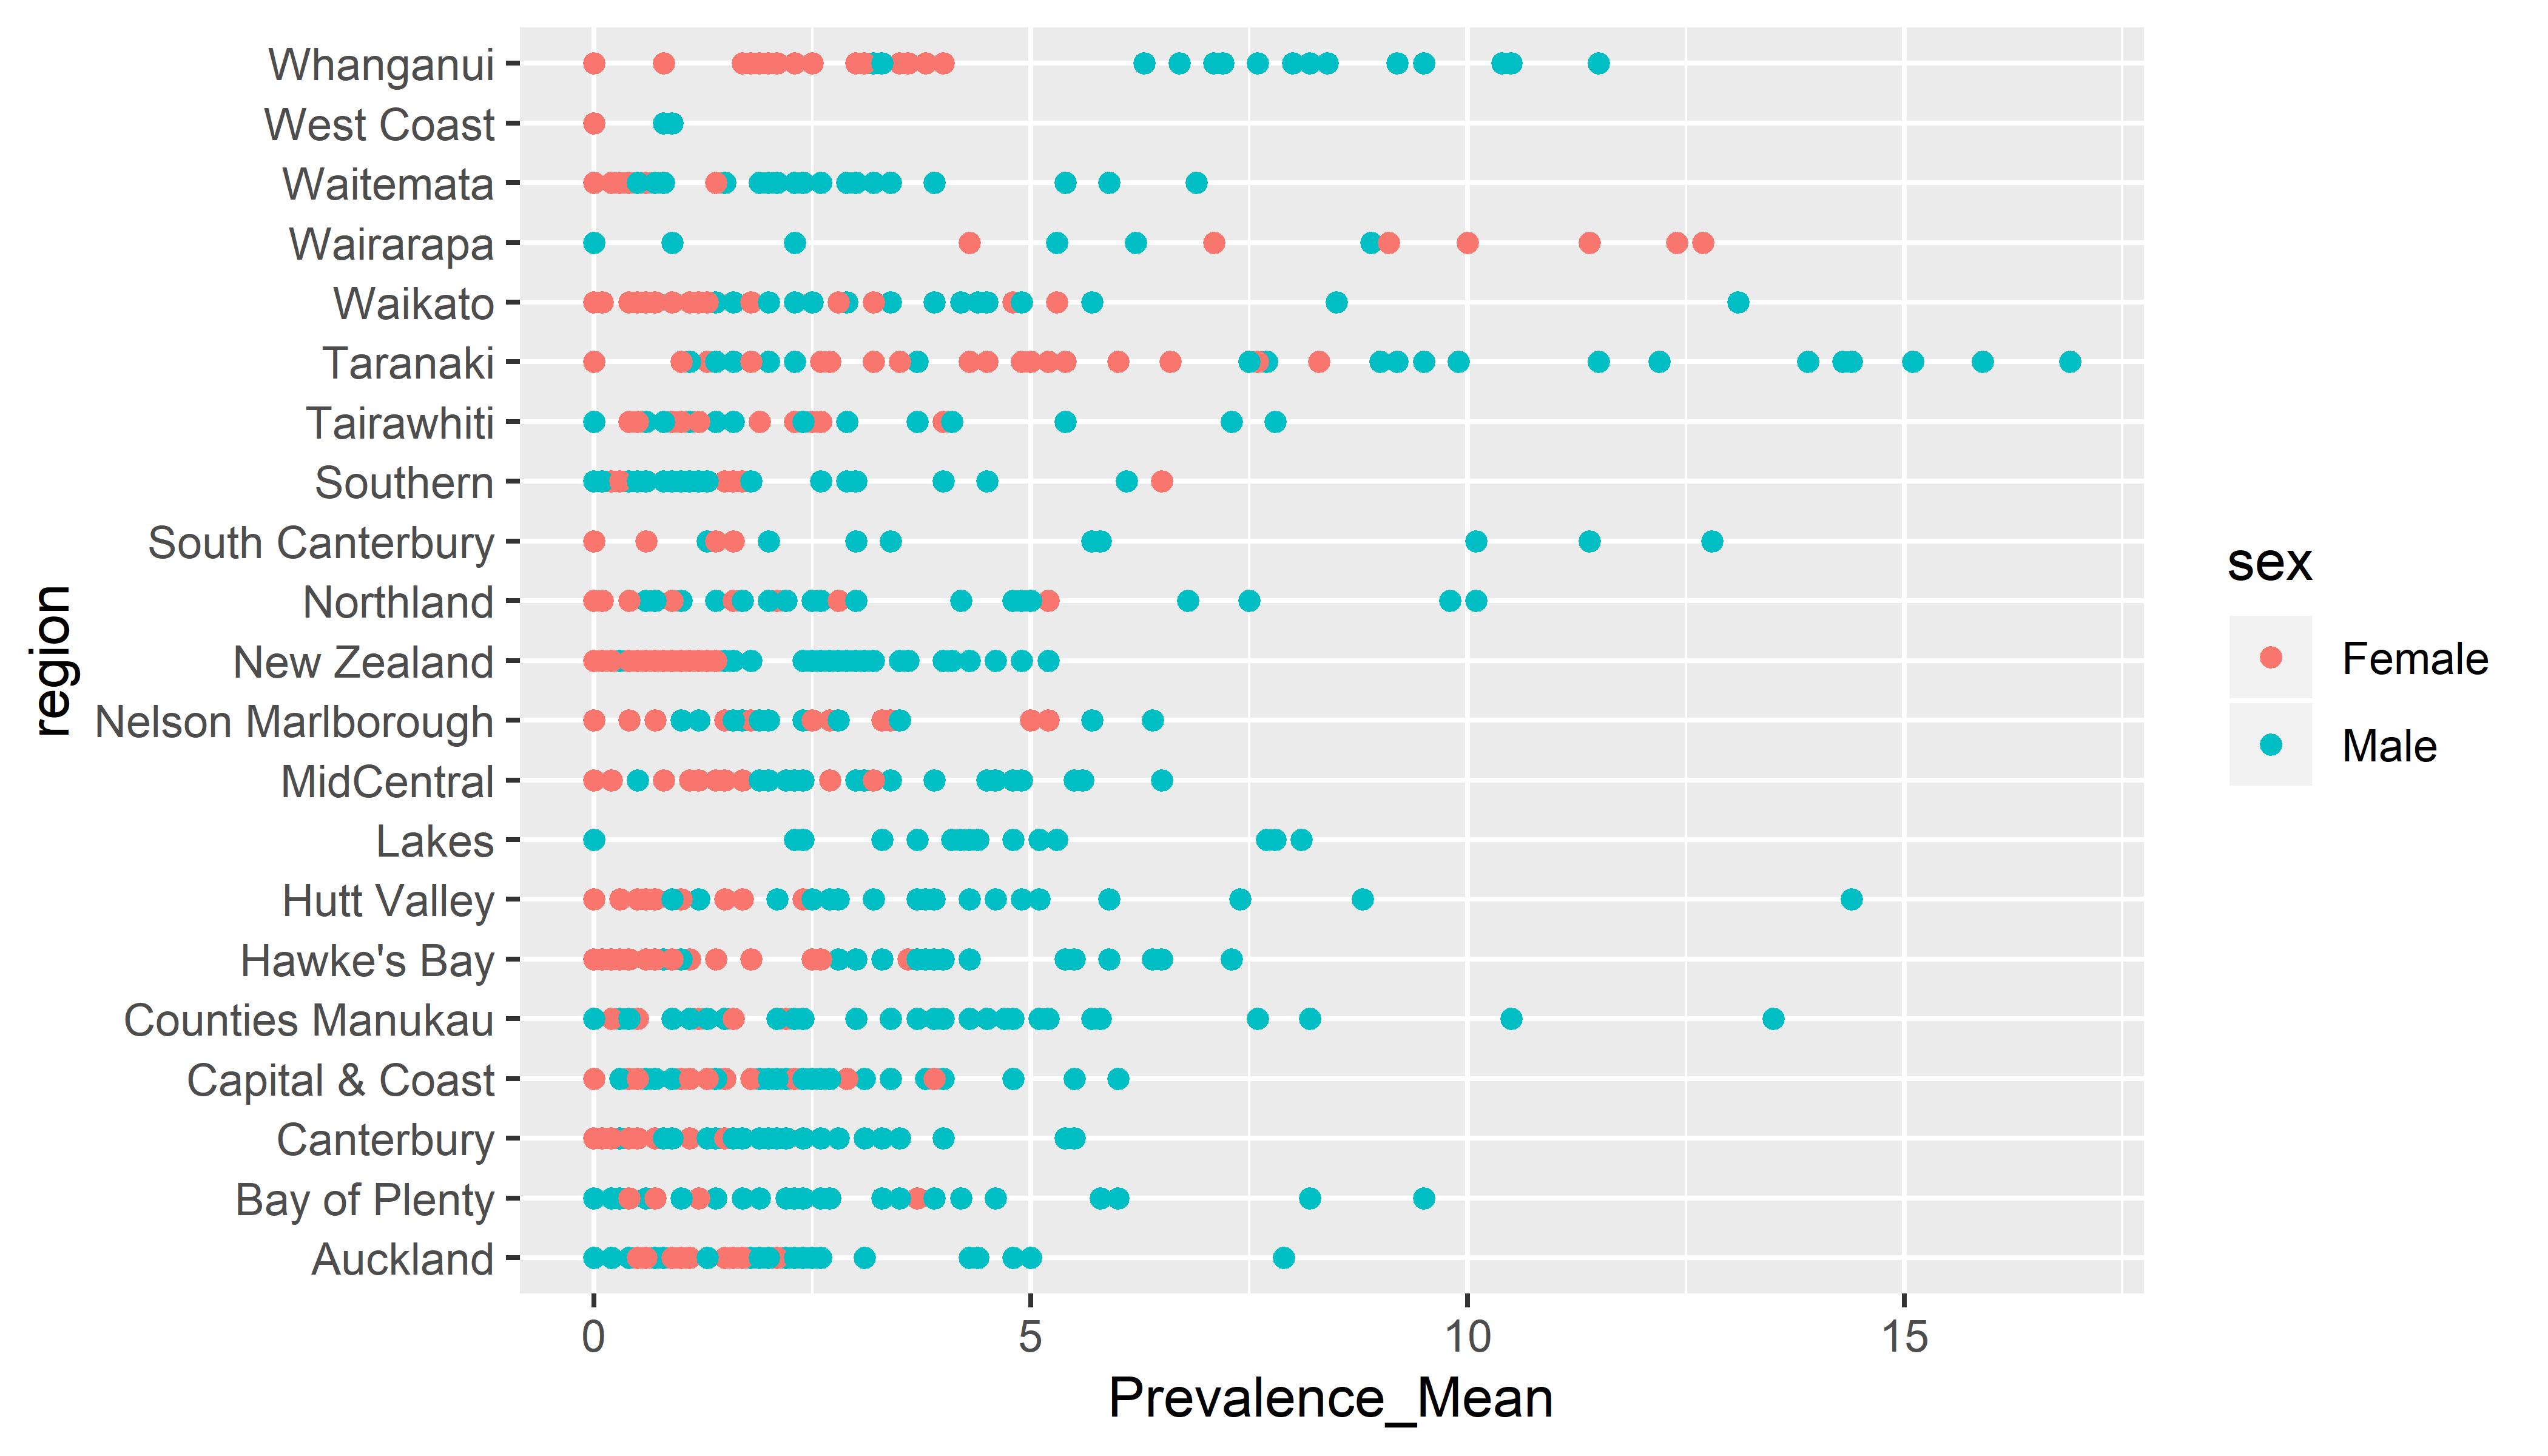 Whanganui
West Coast
Waitemata
Wairarapa
Waikato
Taranaki
Tairawhiti
Southern
South Canterbury
Northland
New Zealand
Nelson Marlborough
MidCentral
Lakes
Hutt Valley
Hawke's Bay
Counties Manukau
Capital & Coast
Canterbury
Bay of Plenty
Auckland
region
0 5 10 15
Prevalence_Mean
sex
Female
Male